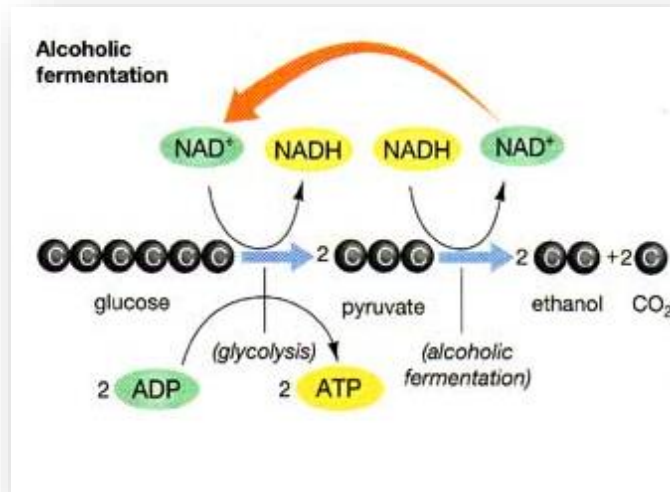 Alcoholic
fermentation
NAD⁺ NADH NADH NAD⁺
C C C C C C 2 C C C 2 C C +2 C
glucose pyruvate ethanol CO₂
(glycolysis) (alcoholic
fermentation)
2 ADP 2 ATP